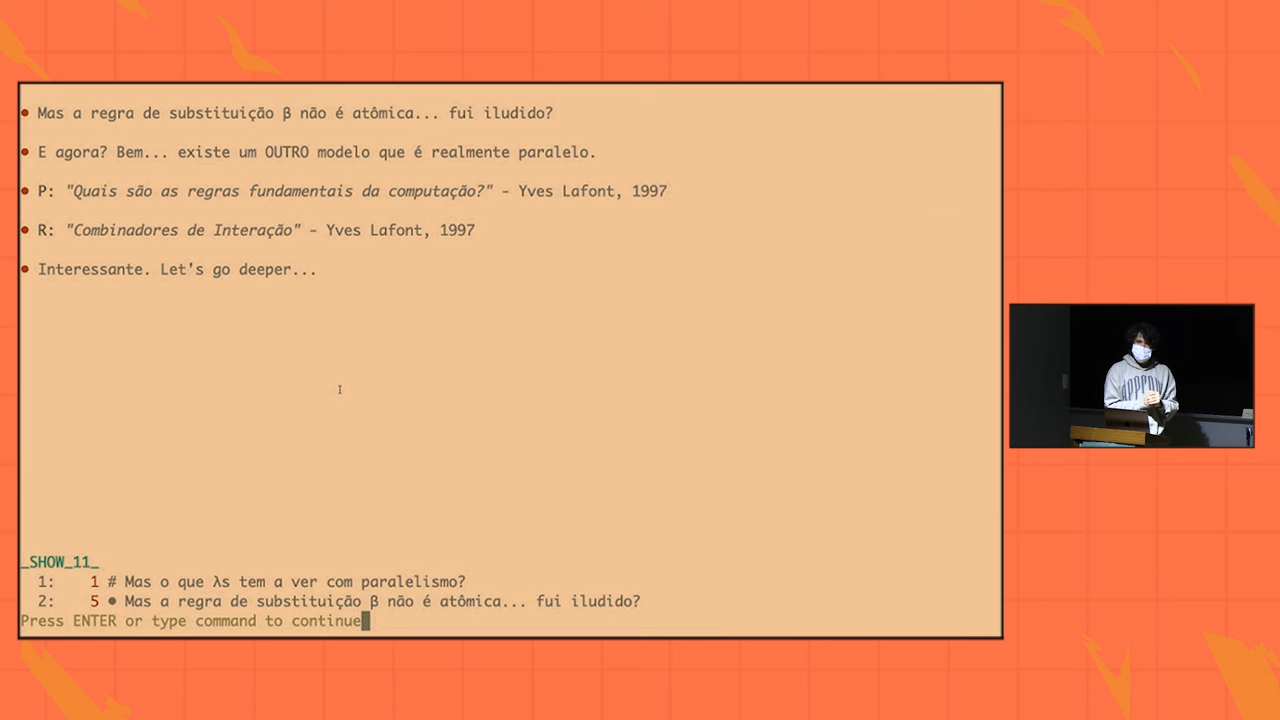 ● Mas a regra de substituição β não é atômica... fui iludido?
● E agora? Bem... existe um OUTRO modelo que é realmente paralelo.
● P: "Quais são as regras fundamentais da computação?" - Yves Lafont, 1997
● R: "Combinadores de Interação" - Yves Lafont, 1997
● Interessante. Let's go deeper...
_SHOW_11_
1: 1 # Mas o que λs tem a ver com paralelismo?
2: 5 ● Mas a regra de substituição β não é atômica... fui iludido?
Press ENTER or type command to continue